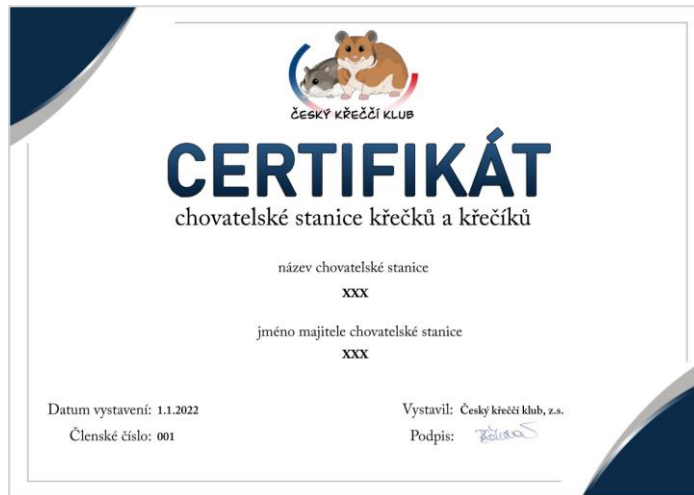 ČESKÝ KŘEČČÍ KLUB
CERTIFIKÁT
chovatelské stanice křečků a křečíků
název chovatelské stanice
XXX
jméno majitele chovatelské stanice
XXX
Datum vystavení: 1.1.2022
Vystavil: Český křeččí klub, z.s.
Členské číslo: 001
Podpis: